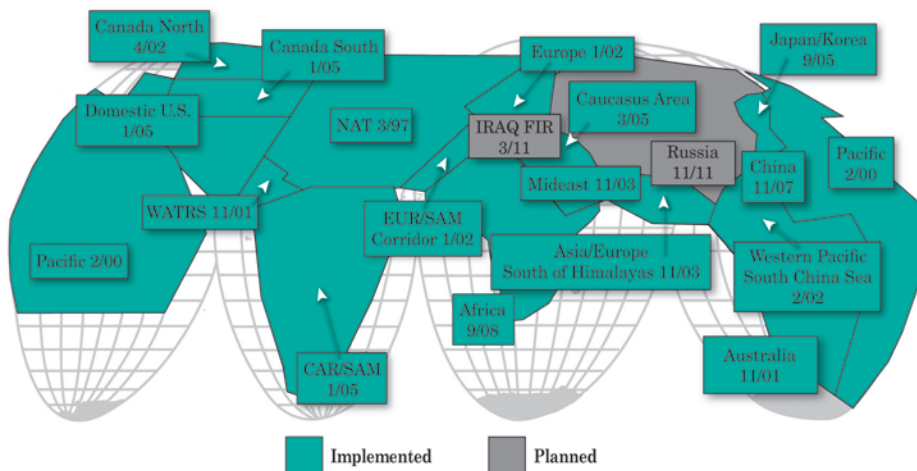 Canada North
4/02
Canada South
1/05
Europe 1/02
Japan/Korea
9/05
Domestic U.S.
1/05
NAT 3/97
IRAQ FIR
3/11
Caucasus Area
3/05
Russia
11/11
China
11/07
Pacific
2/00
WATRS 11/01
EUR/SAM
Corridor 1/02
Mideast 11/03
Pacific 2/00
Asia/Europe
South of Himalayas 11/03
Western Pacific
South China Sea
2/02
Africa
9/08
CAR/SAM
1/05
Australia
11/01
Implemented
Planned